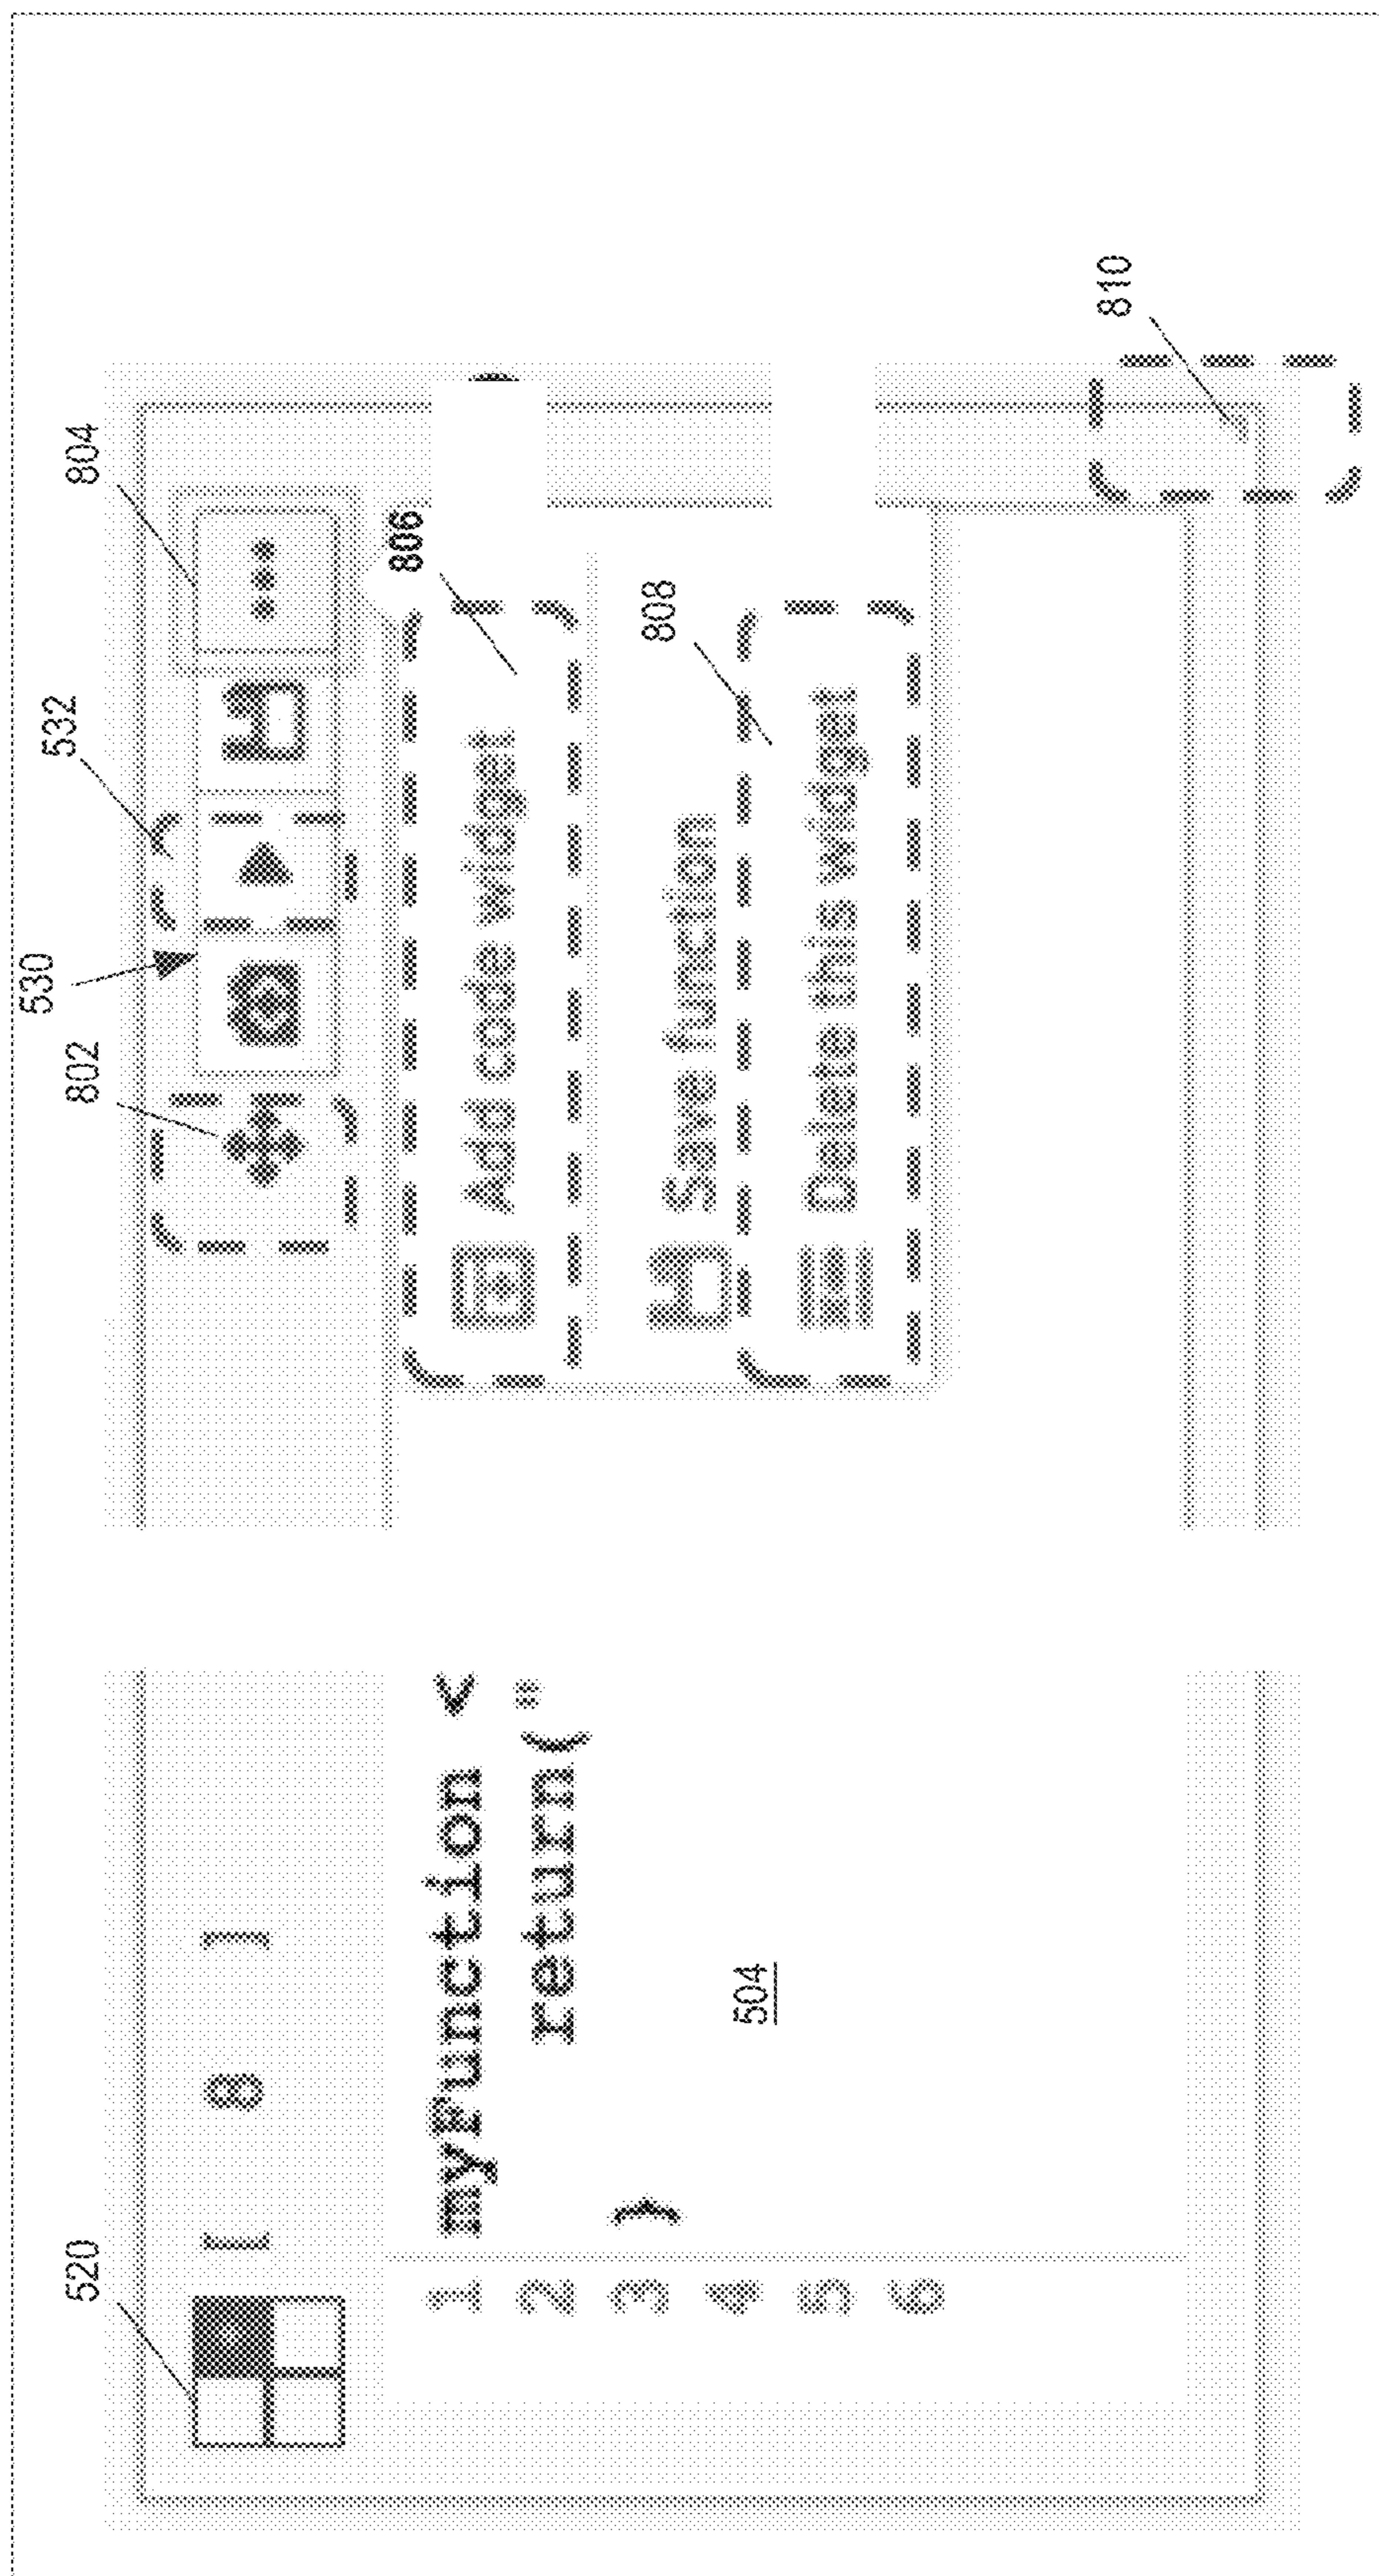 530
532
802
804
520
[ 8 ]
806
1 myFunction <
Add code widget
2 return("
3 )
808
Save function
4
504
Delete this widget
5
6
810